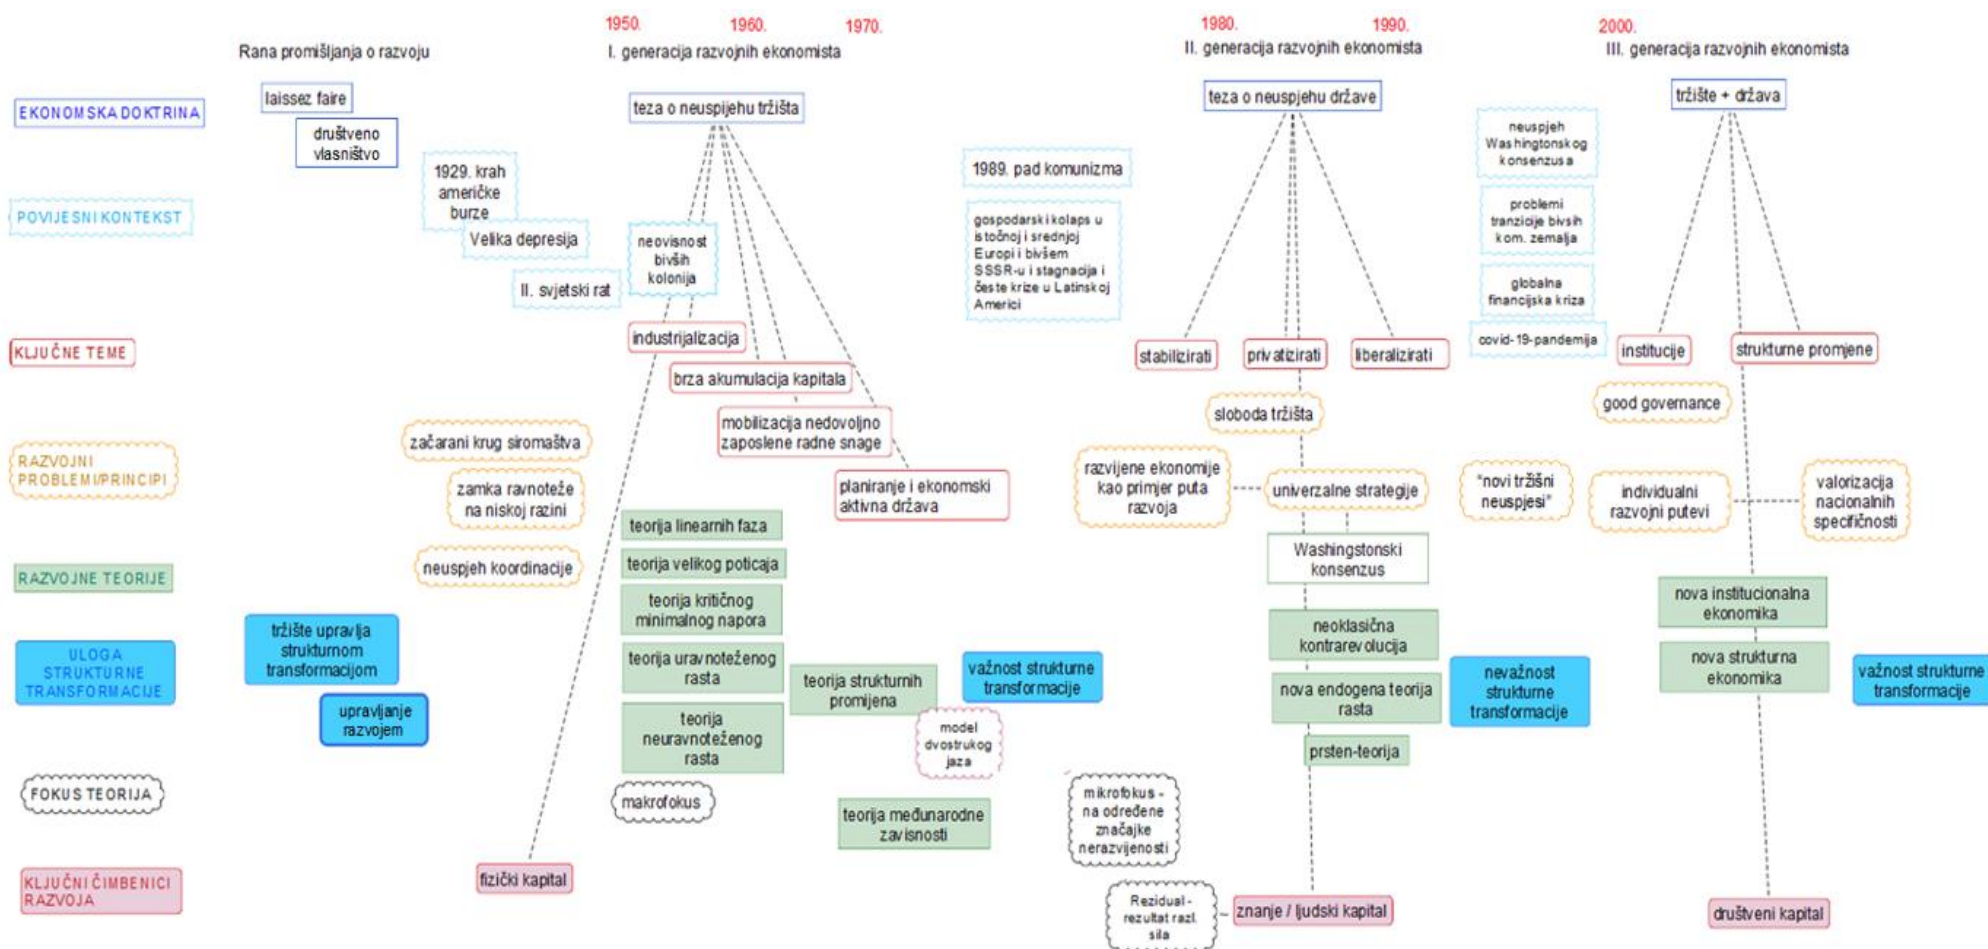 1950.
1960.
1970.
1980.
1990.
2000.
Rana promišljanja o razvoju
I. generacija razvojnih ekonomista
II. generacija razvojnih ekonomista
III. generacija razvojnih ekonomista
EKONOMSKA DOKTRINA
laissez faire
društveno
vlasništvo
teza o neuspijehu tržišta
teza o neuspjehu države
tržište + država
POVIJESNI KONTEKST
1929. krah
američke
burze
Velika depresija
II. svjetski rat
neovisnost
bivših
kolonija
1989. pad komunizma
gospodarski kolaps u
istočnoj i srednjoj
Europi i bivšem
SSSR-u i stagnacija i
česte krize u Latinskoj
Americi
neuspjeh
Washingtonskog
konsenzusa
problemi
tranzicije bivsih
kom. zemalja
globalna
financijska kriza
covid-19-pandemija
KLJUČNE TEME
industrijalizacija
brza akumulacija kapitala
mobilizacija nedovoljno
zaposlene radne snage
planiranje i ekonomski
aktivna država
stabilizirati
privatizirati
liberalizirati
institucije
strukturne promjene
RAZVOJNI
PROBLEMI/PRINCIPI
začarani krug siromaštva
zamka ravnoteže
na niskoj razini
neuspjeh koordinacije
sloboda tržišta
razvijene ekonomije
kao primjer puta
razvoja
univerzalne strategije
"novi tržišni
neuspjesi"
good governance
individualni
razvojni putevi
valorizacija
nacionalnih
specifičnosti
RAZVOJNE TEORIJE
teorija linearnih faza
teorija velikog poticaja
teorija kritičnog
minimalnog napora
teorija uravnoteženog
rasta
teorija
neuravnoteženog
rasta
teorija strukturnih
promijena
model
dvostrukog
jaza
teorija međunarodne
zavisnosti
Washingstonski
konsenzus
neoklasična
kontrarevolucija
nova endogena teorija
rasta
prsten-teorija
nova institucionalna
ekonomika
nova strukturna
ekonomika
ULOGA
STRUKTURNE
TRANSFORMACIJE
tržište upravlja
strukturnom
transformacijom
upravljanje
razvojem
važnost strukturne
transformacije
nevažnost
strukturne
transformacije
važnost strukturne
transformacije
FOKUS TEORIJA
makrofokus
mikrofokus -
na određene
značajke
nerazvijenosti
KLJUČNI ČIMBENICI
RAZVOJA
fizički kapital
Rezidual -
rezultat razl.
sila
znanje / ljudski kapital
društveni kapital